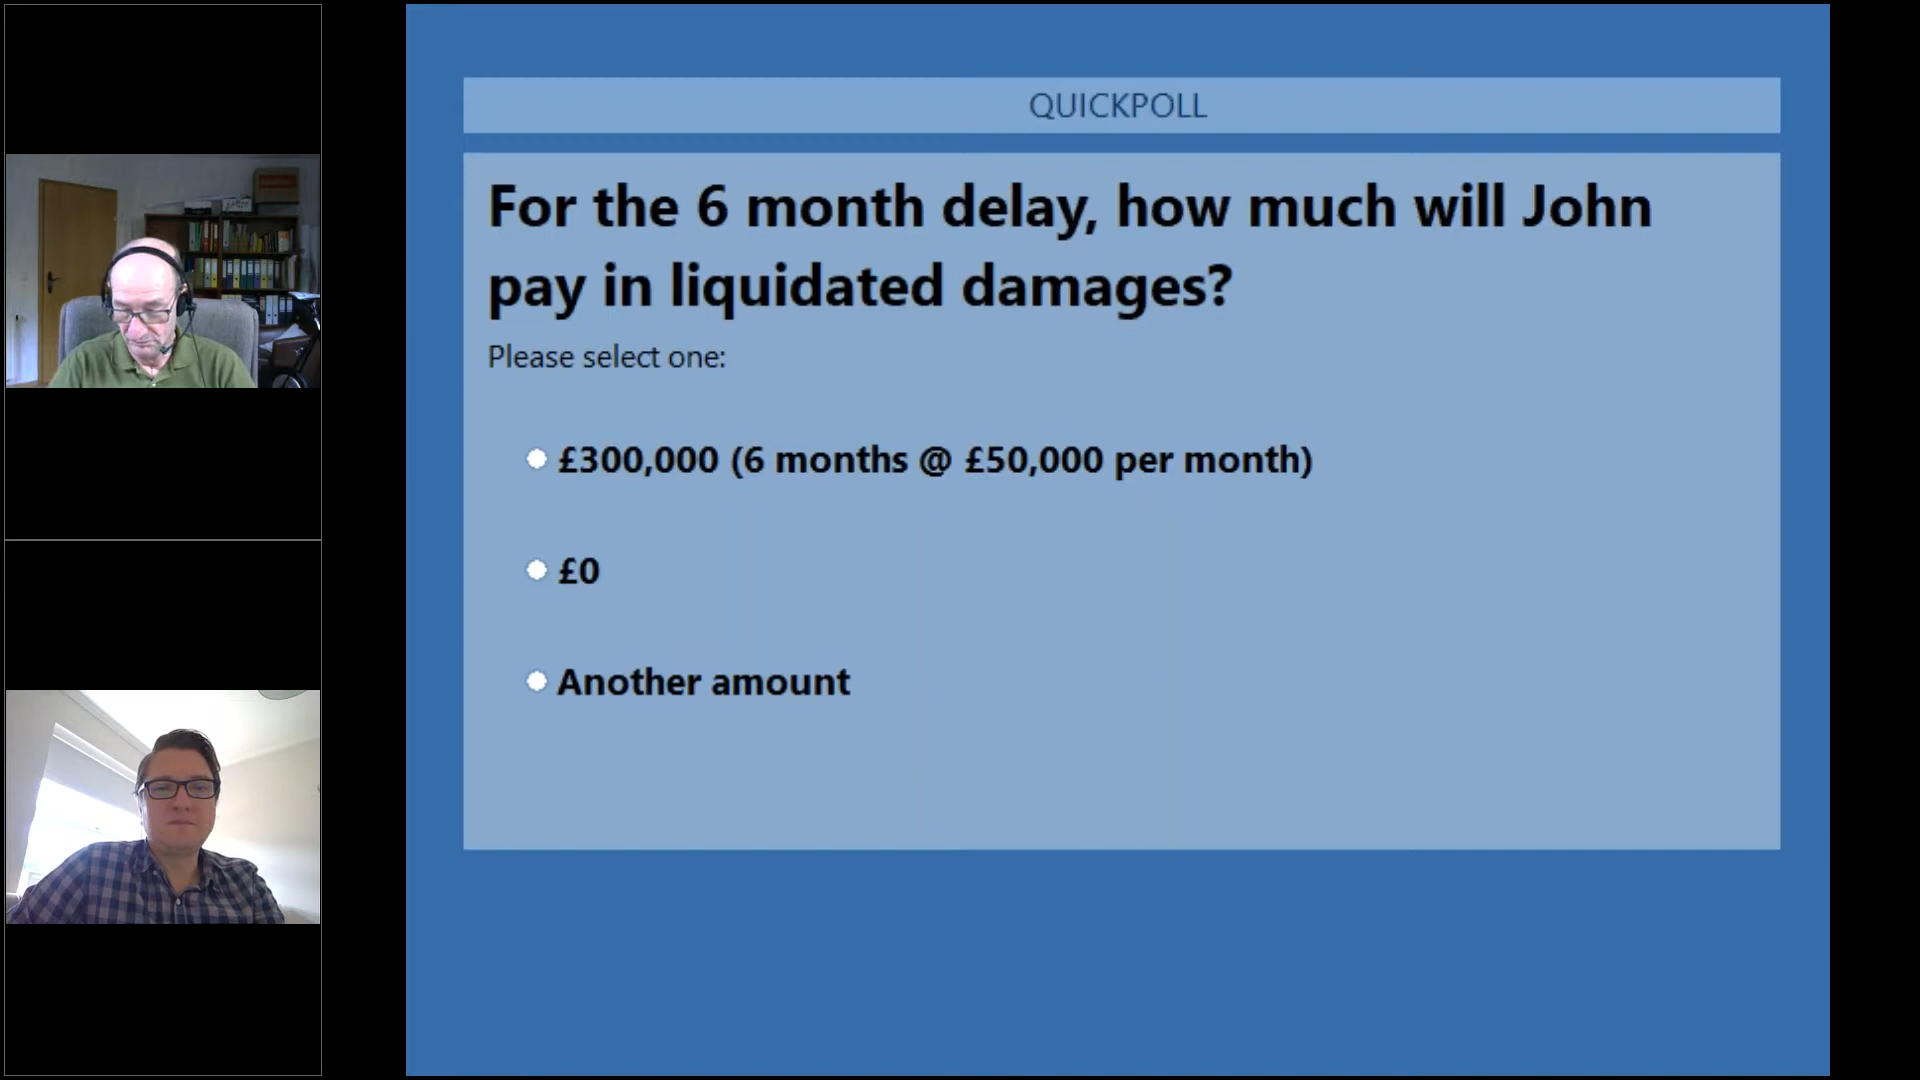 QUICKPOLL
For the 6 month delay, how much will John
pay in liquidated damages?
Please select one:
£300,000 (6 months @ £50,000 per month)
£0
Another amount